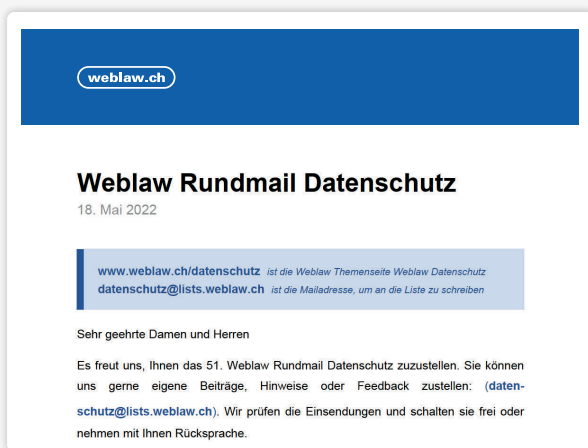 weblaw.ch
Weblaw Rundmail Datenschutz
18. Mai 2022
www.weblaw.ch/datenschutz ist die Weblaw Themenseite Weblaw Datenschutz
datenschutz@lists.weblaw.ch ist die Mailadresse, um an die Liste zu schreiben
Sehr geehrte Damen und Herren
Es freut uns, Ihnen das 51. Weblaw Rundmail Datenschutz zuzustellen. Sie können
uns gerne eigene Beiträge, Hinweise oder Feedback zustellen: (daten-
schutz@lists.weblaw.ch). Wir prüfen die Einsendungen und schalten sie frei oder
nehmen mit Ihnen Rücksprache.